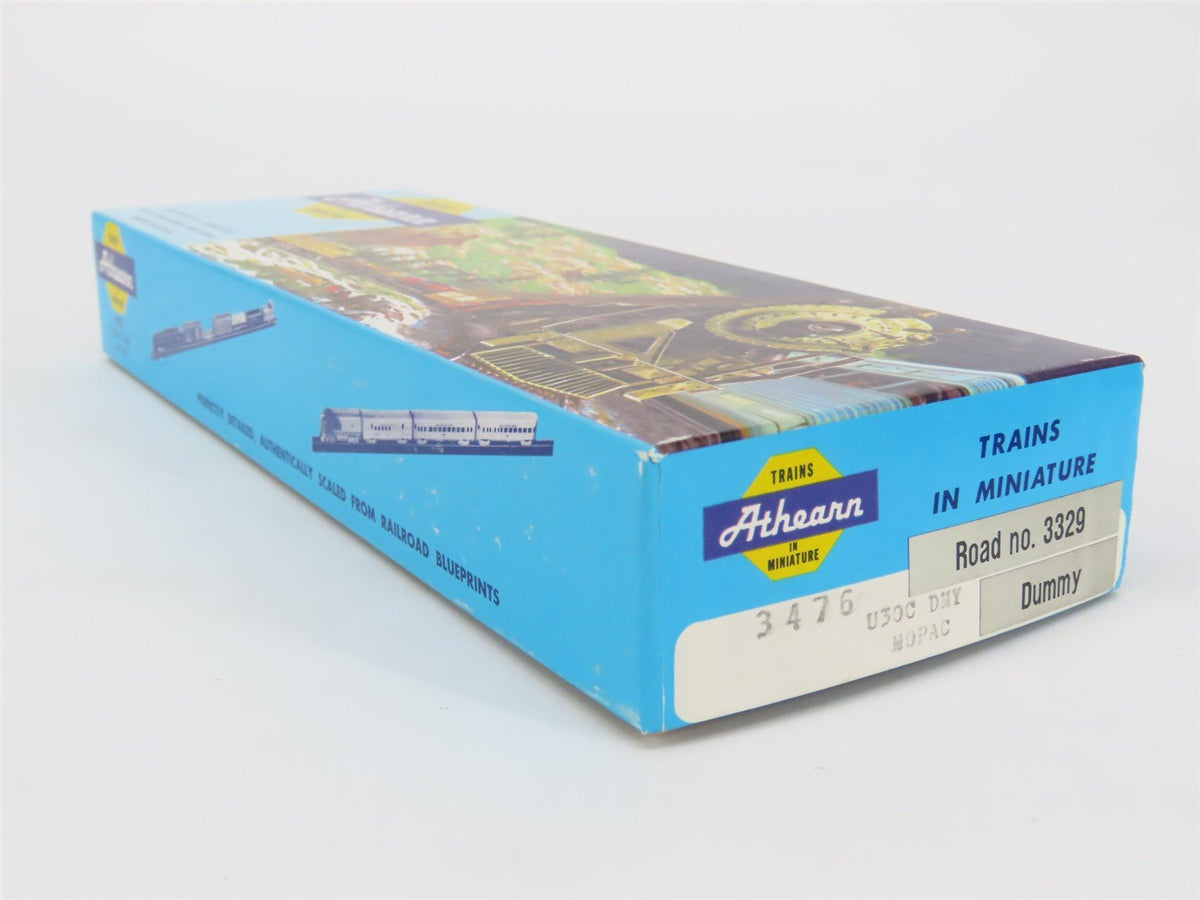 Athearn
PERFECTLY DETAILED, AUTHENTICALLY SCALED FROM RAILROAD BLUEPRINTS
TRAINS
Athearn
IN
MINIATURE
TRAINS
IN MINIATURE
Road no. 3329
Dummy
3476
U30C DMY
MOPAC